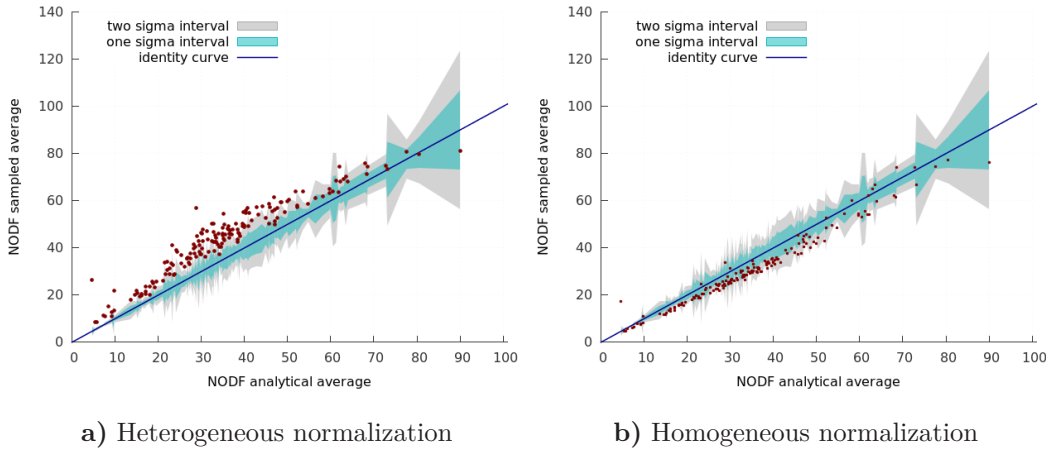 140
120
100
80
60
40
20
0
NODF sampled average
two sigma interval
one sigma interval
identity curve
0 10 20 30 40 50 60 70 80 90 100
NODF analytical average
a) Heterogeneous normalization
140
120
100
80
60
40
20
0
NODF sampled average
two sigma interval
one sigma interval
identity curve
0 10 20 30 40 50 60 70 80 90 100
NODF analytical average
b) Homogeneous normalization